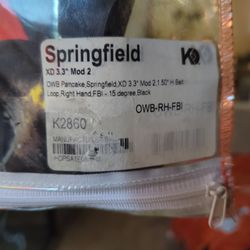 Springfield
XD 3.3" Mod 2
OWB Pancake,Springfield,XD 3.3" Mod 2,1.50" H Belt
Loop,Right Hand,FBI - 15 degree,Black
OWB-RH-FBI
K2860